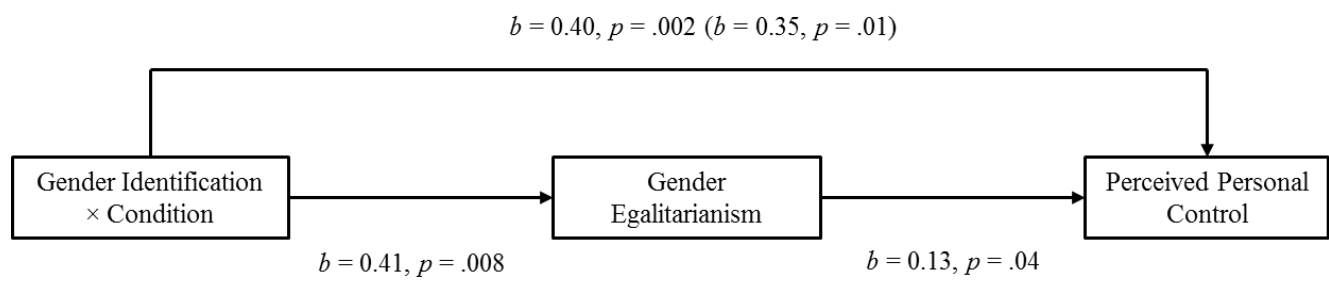 b = 0.40, p = .002 (b = 0.35, p = .01)
Gender Identification
× Condition
Gender
Egalitarianism
Perceived Personal
Control
b = 0.41, p = .008
b = 0.13, p = .04